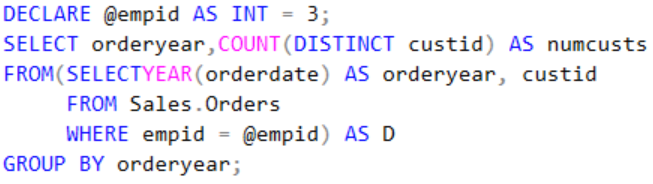 DECLARE @empid AS INT = 3;
SELECT orderyear,COUNT(DISTINCT custid) AS numcusts
FROM(SELECTYEAR(orderdate) AS orderyear, custid
FROM Sales.Orders
WHERE empid = @empid) AS D
GROUP BY orderyear;